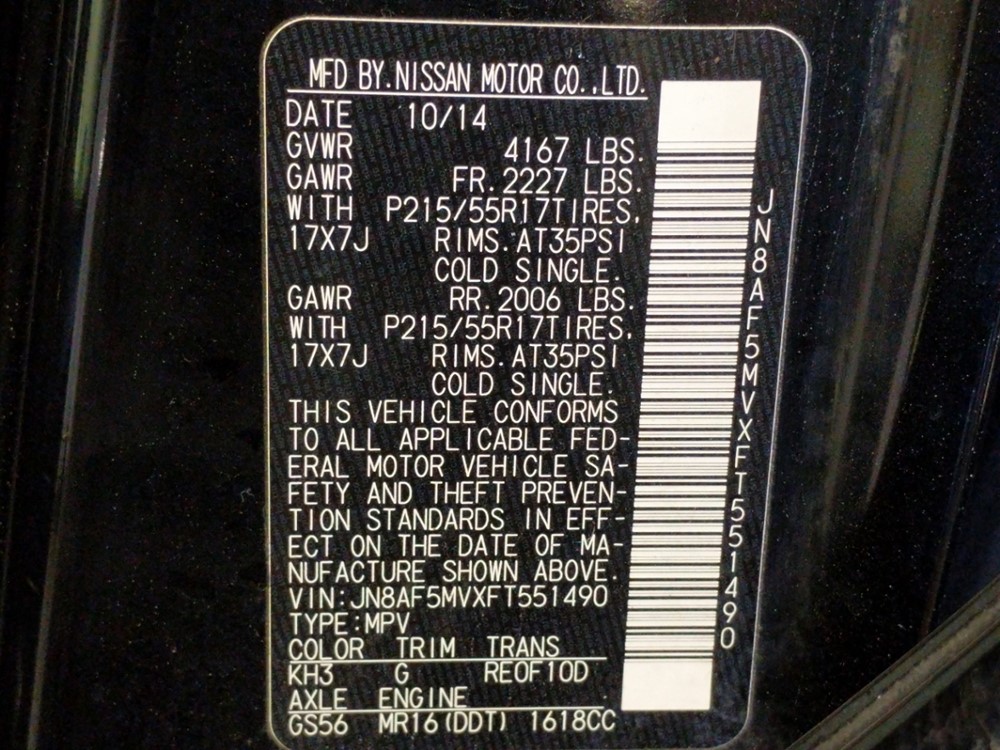 MFD BY.NISSAN MOTOR CO.,LTD.
DATE 10/14
GVWR 4167 LBS.
GAWR FR.2227 LBS.
WITH P215/55R17TIRES,
17X7J RIMS.AT35PSI
COLD SINGLE.
GAWR RR.2006 LBS.
WITH P215/55R17TIRES,
17X7J RIMS.AT35PSI
COLD SINGLE.
THIS VEHICLE CONFORMS
TO ALL APPLICABLE FED-
ERAL MOTOR VEHICLE SA-
FETY AND THEFT PREVEN-
TION STANDARDS IN EFF-
ECT ON THE DATE OF MA-
NUFACTURE SHOWN ABOVE.
VIN:JN8AF5MVXFT551490
TYPE:MPV
COLOR TRIM TRANS
KH3 G RE0F10D
AXLE ENGINE
GS56 MR16(DDT) 1618CC
JN8AF5MVXFT551490